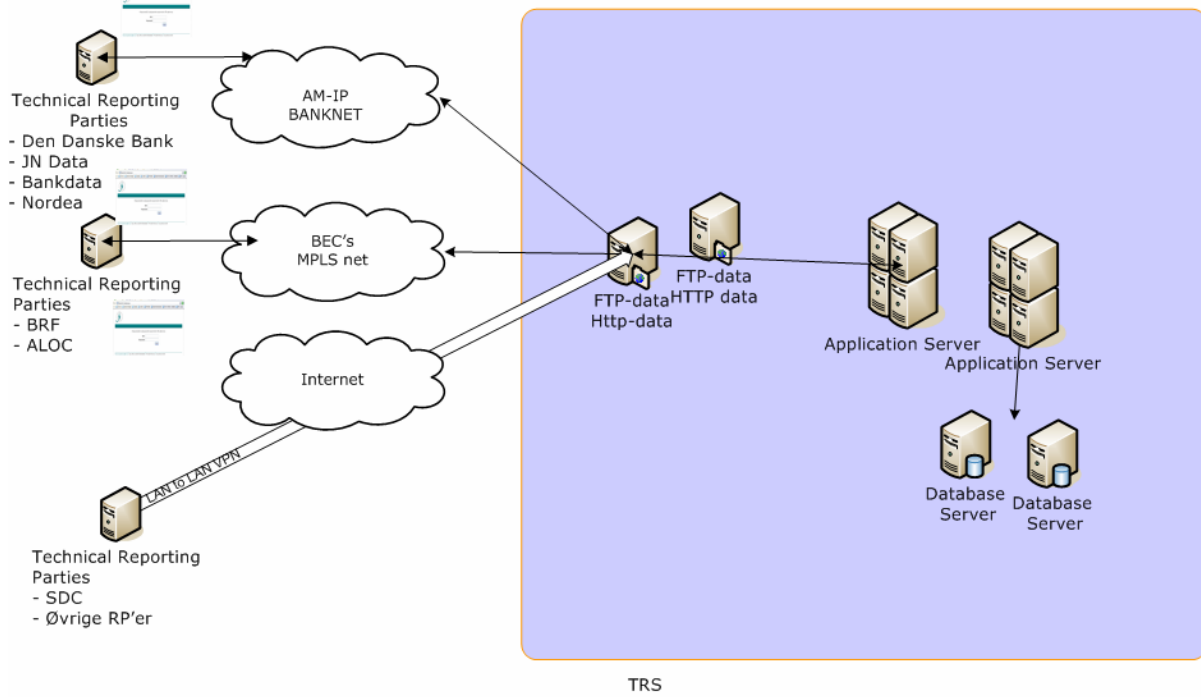 Technical Reporting
Parties
- Den Danske Bank
- JN Data
- Bankdata
- Nordea
AM-IP
BANKNET
Technical Reporting
Parties
- BRF
- ALOC
BEC's
MPLS net
Internet
LAN to LAN VPN
Technical Reporting
Parties
- SDC
- Øvrige RP'er
FTP-data
Http-data
FTP-data
HTTP data
Application Server
Application Server
Database
Server
Database
Server
TRS